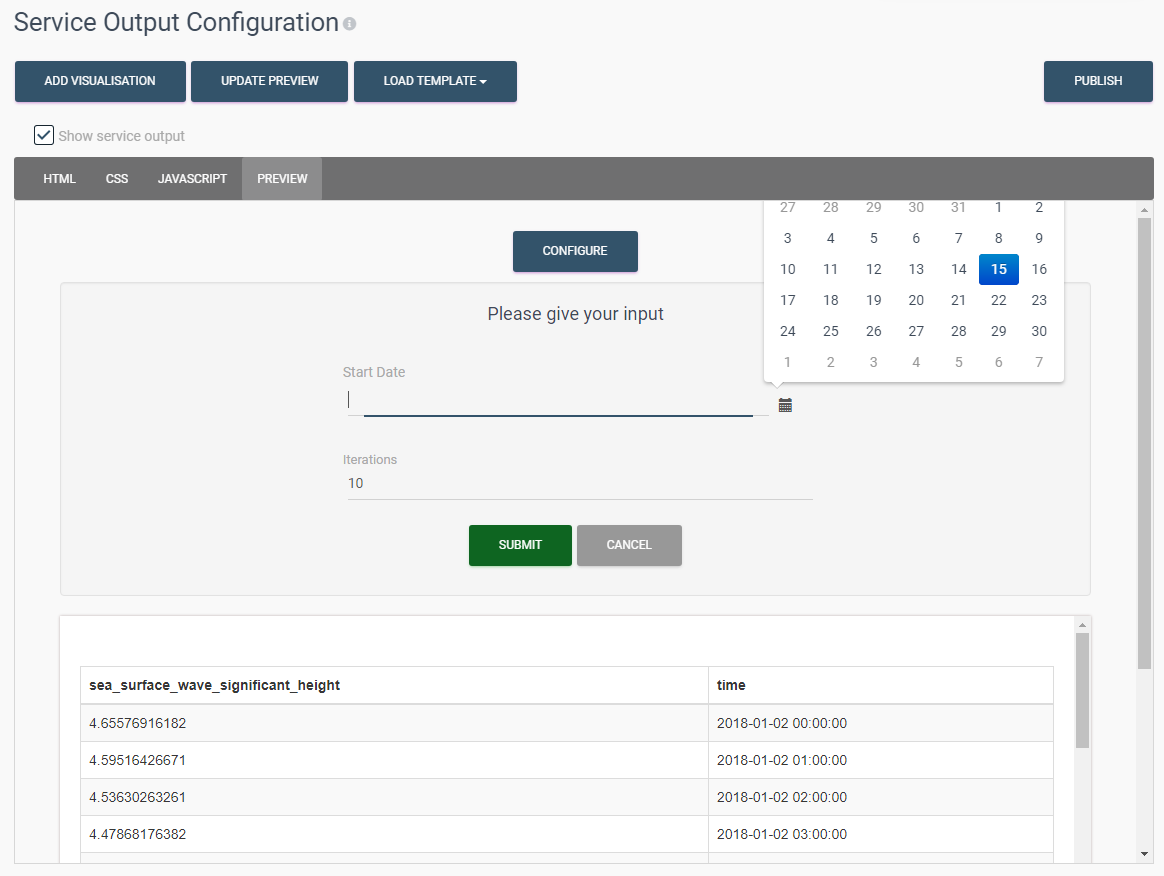 Service Output Configuration
ADD VISUALISATION UPDATE PREVIEW LOAD TEMPLATE PUBLISH
Show service output
HTML CSS JAVASCRIPT PREVIEW
27 28 29 30 31 1 2
3 4 5 6 7 8 9
10 11 12 13 14 15 16
17 18 19 20 21 22 23
24 25 26 27 28 29 30
1 2 3 4 5 6 7
CONFIGURE
Please give your input
Start Date
Iterations
10
SUBMIT CANCEL
sea_surface_wave_significant_height time
4.65576916182 2018-01-02 00:00:00
4.59516426671 2018-01-02 01:00:00
4.53630263261 2018-01-02 02:00:00
4.47868176382 2018-01-02 03:00:00